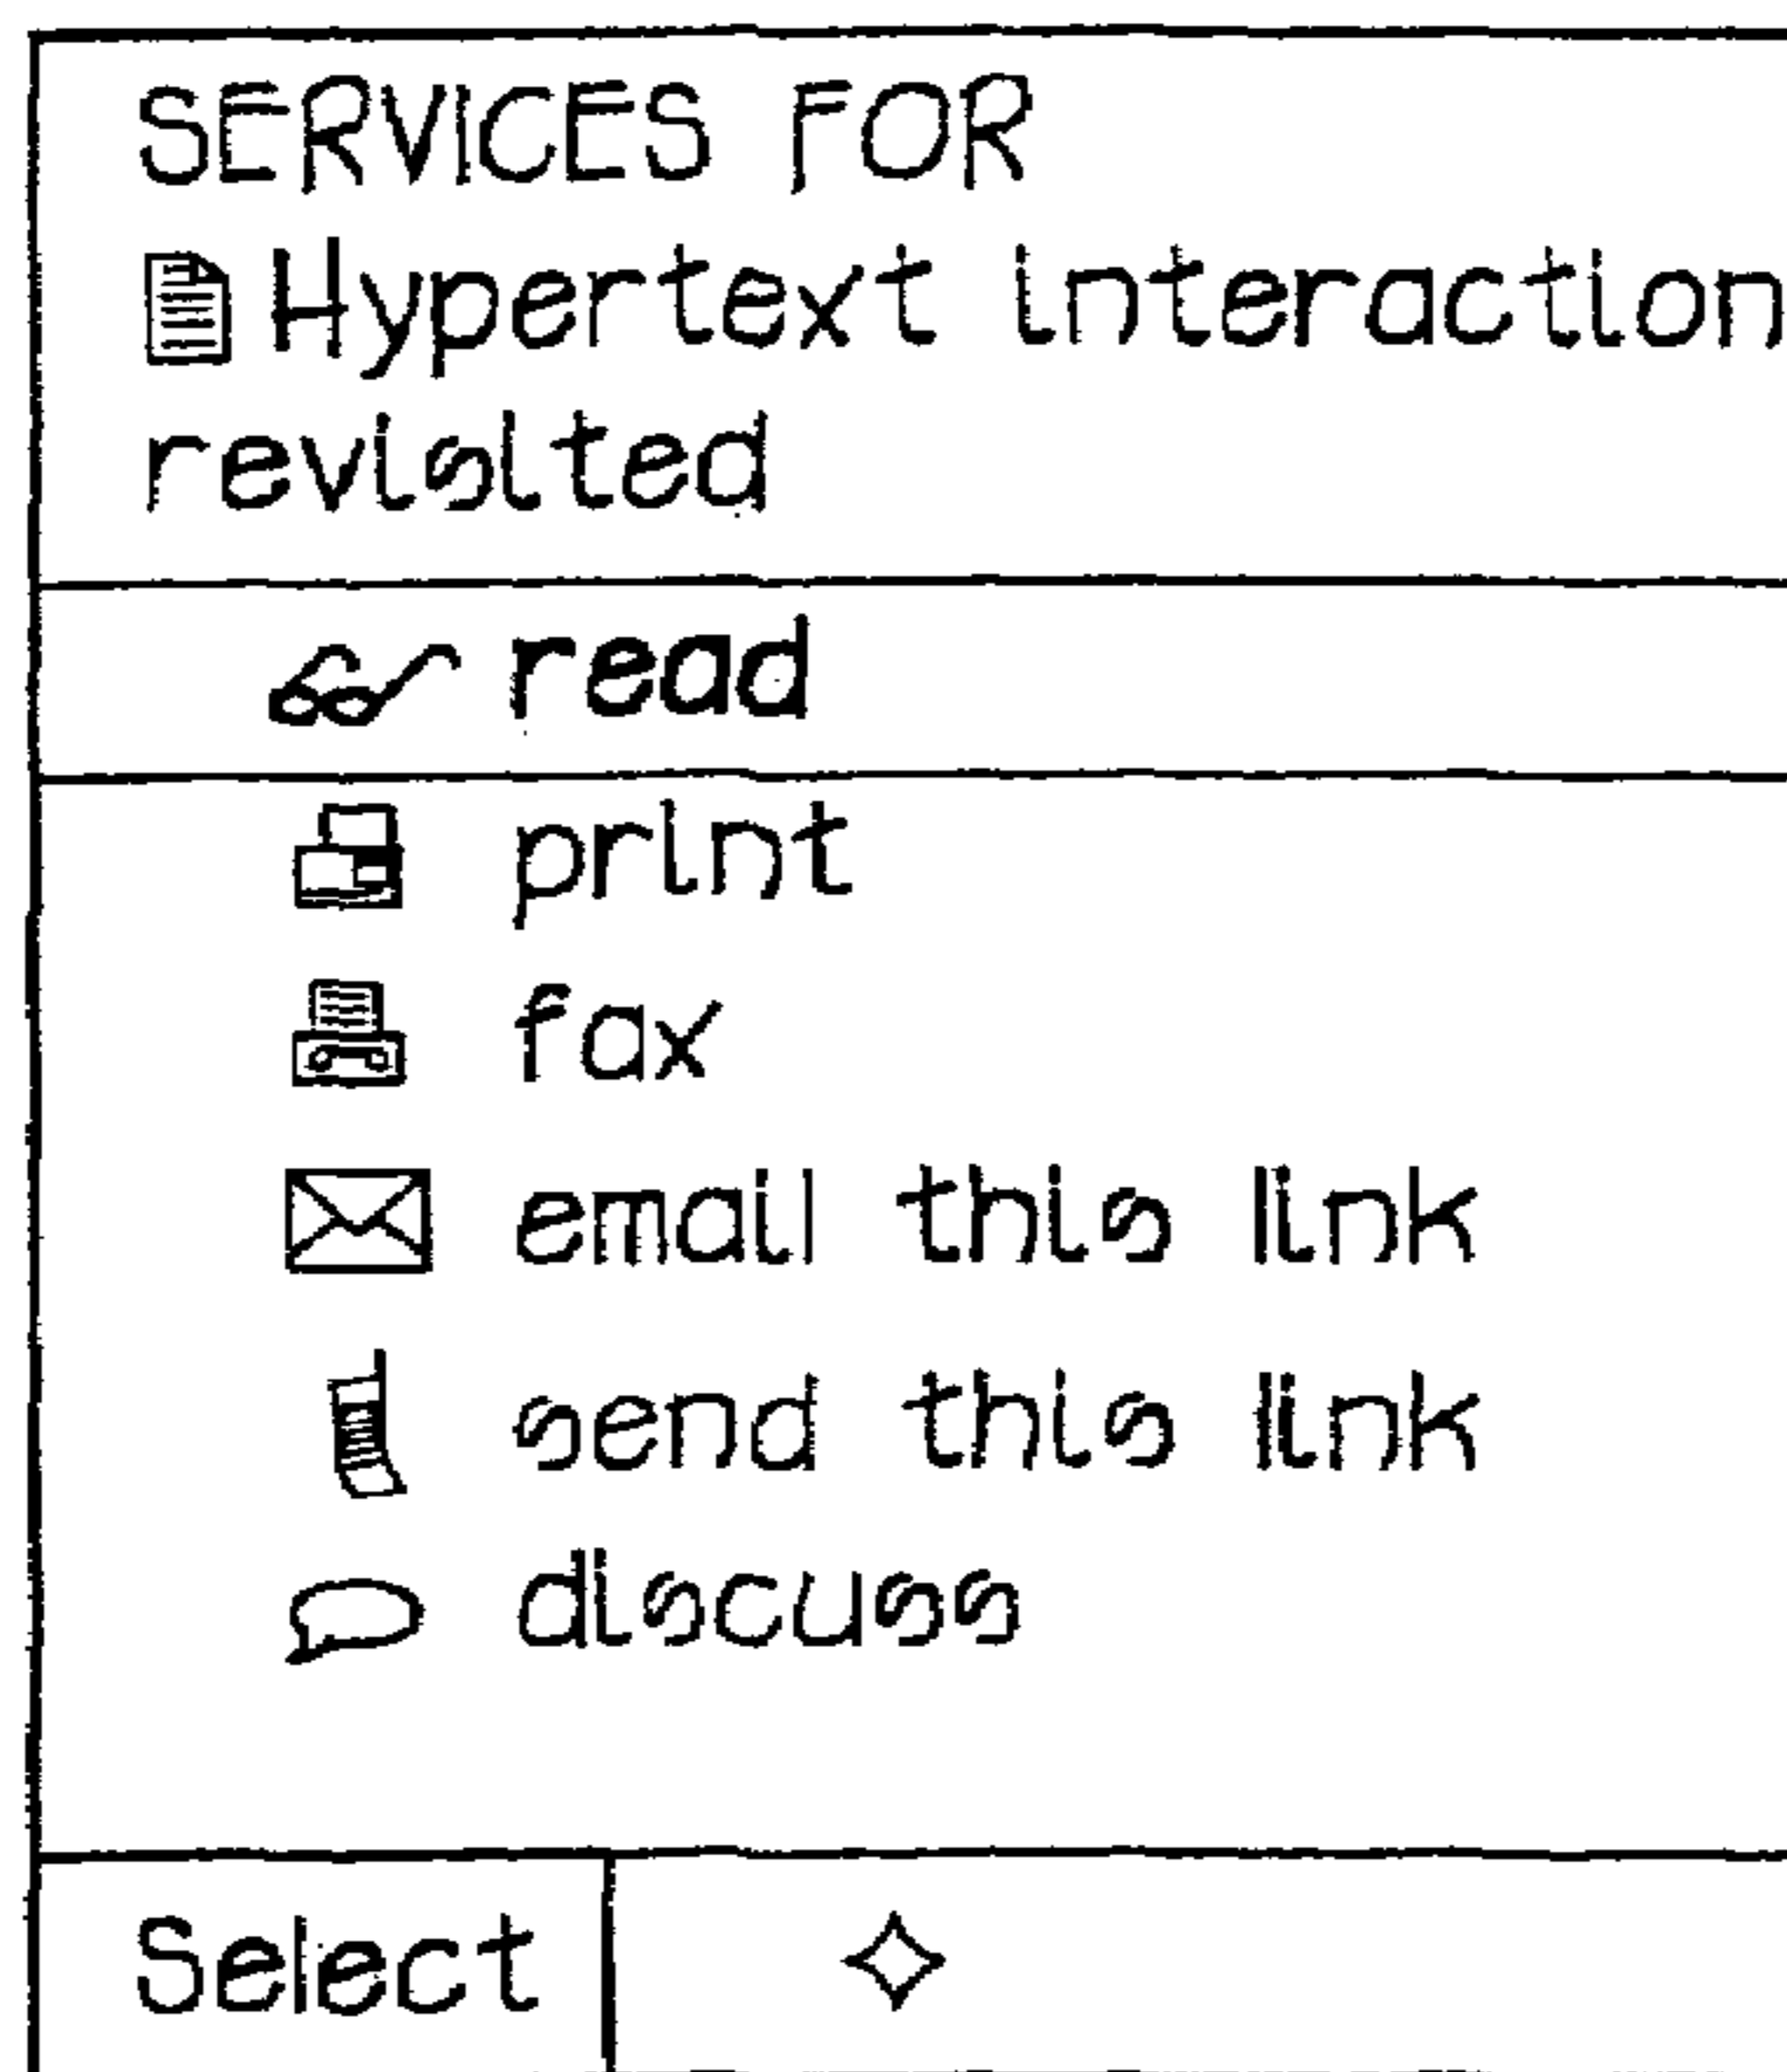 SERVICES FOR
Hypertext interaction
revisited
read
print
fax
email this link
send this link
discuss
Select